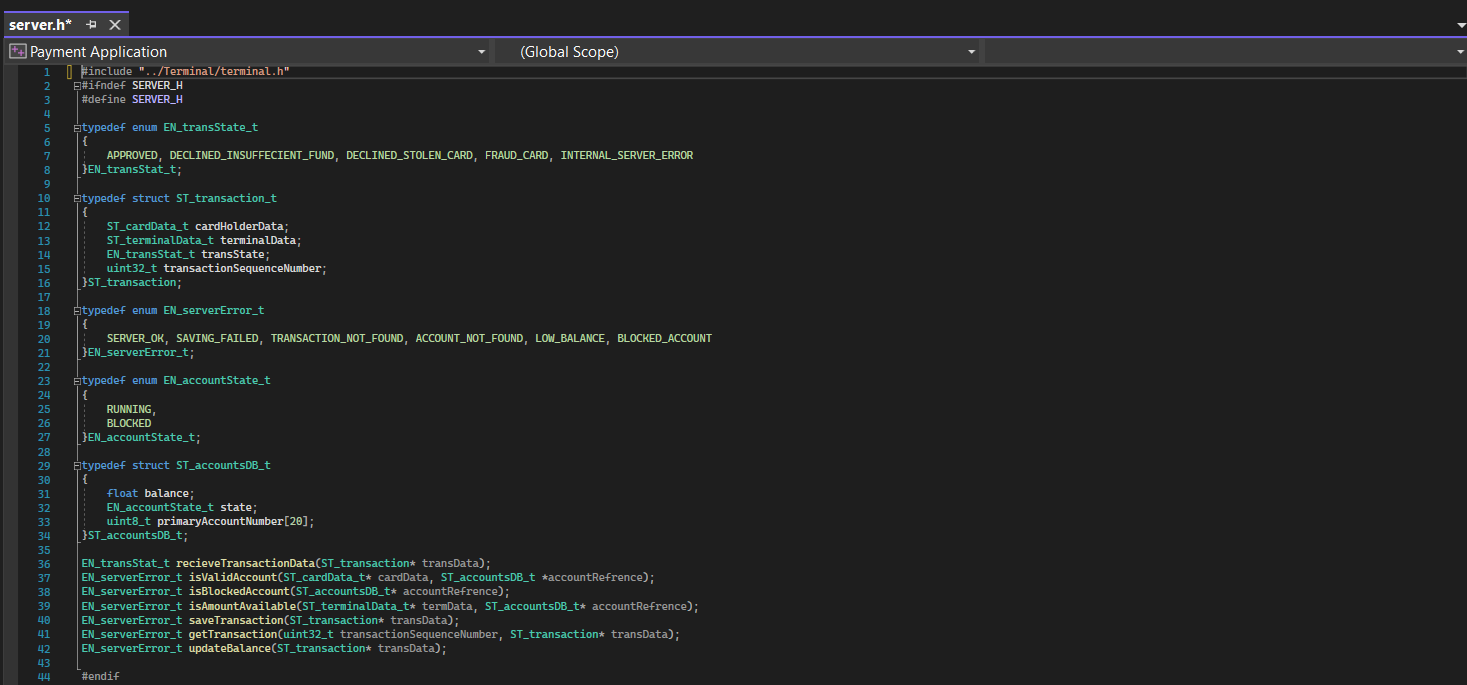 server.h*
Payment Application
(Global Scope)
1 #include "../Terminal/terminal.h"
2 #ifndef SERVER_H
3 #define SERVER_H
4
5 typedef enum EN_transState_t
6 {
7 APPROVED, DECLINED_INSUFFECIENT_FUND, DECLINED_STOLEN_CARD, FRAUD_CARD, INTERNAL_SERVER_ERROR
8 }EN_transStat_t;
9
10 typedef struct ST_transaction_t
11 {
12 ST_cardData_t cardHolderData;
13 ST_terminalData_t terminalData;
14 EN_transStat_t transState;
15 uint32_t transactionSequenceNumber;
16 }ST_transaction;
17
18 typedef enum EN_serverError_t
19 {
20 SERVER_OK, SAVING_FAILED, TRANSACTION_NOT_FOUND, ACCOUNT_NOT_FOUND, LOW_BALANCE, BLOCKED_ACCOUNT
21 }EN_serverError_t;
22
23 typedef enum EN_accountState_t
24 {
25 RUNNING,
26 BLOCKED
27 }EN_accountState_t;
28
29 typedef struct ST_accountsDB_t
30 {
31 float balance;
32 EN_accountState_t state;
33 uint8_t primaryAccountNumber[20];
34 }ST_accountsDB_t;
35
36 EN_transStat_t recieveTransactionData(ST_transaction* transData);
37 EN_serverError_t isValidAccount(ST_cardData_t* cardData, ST_accountsDB_t *accountRefrence);
38 EN_serverError_t isBlockedAccount(ST_accountsDB_t* accountRefrence);
39 EN_serverError_t isAmountAvailable(ST_terminalData_t* termData, ST_accountsDB_t* accountRefrence);
40 EN_serverError_t saveTransaction(ST_transaction* transData);
41 EN_serverError_t getTransaction(uint32_t transactionSequenceNumber, ST_transaction* transData);
42 EN_serverError_t updateBalance(ST_transaction* transData);
43
44 #endif